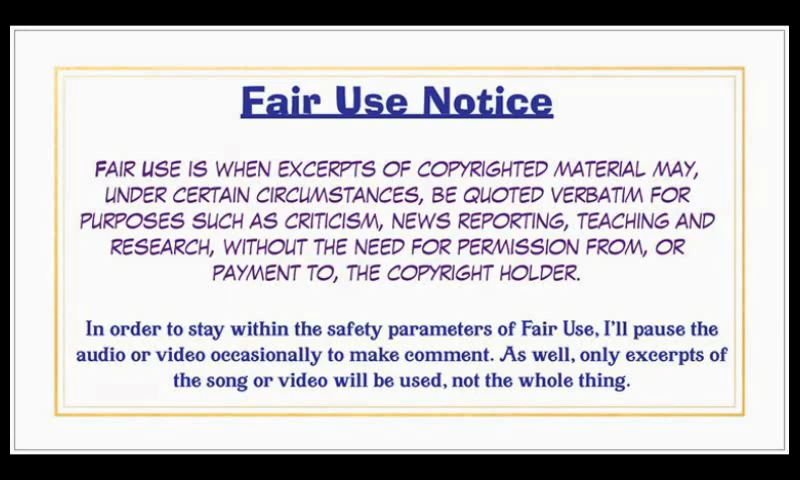 Fair Use Notice
FAIR USE IS WHEN EXCERPTS OF COPYRIGHTED MATERIAL MAY,
UNDER CERTAIN CIRCUMSTANCES, BE QUOTED VERBATIM FOR
PURPOSES SUCH AS CRITICISM, NEWS REPORTING, TEACHING AND
RESEARCH, WITHOUT THE NEED FOR PERMISSION FROM, OR
PAYMENT TO, THE COPYRIGHT HOLDER.
In order to stay within the safety parameters of Fair Use, I'll pause the
audio or video occasionally to make comment. As well, only excerpts of
the song or video will be used, not the whole thing.